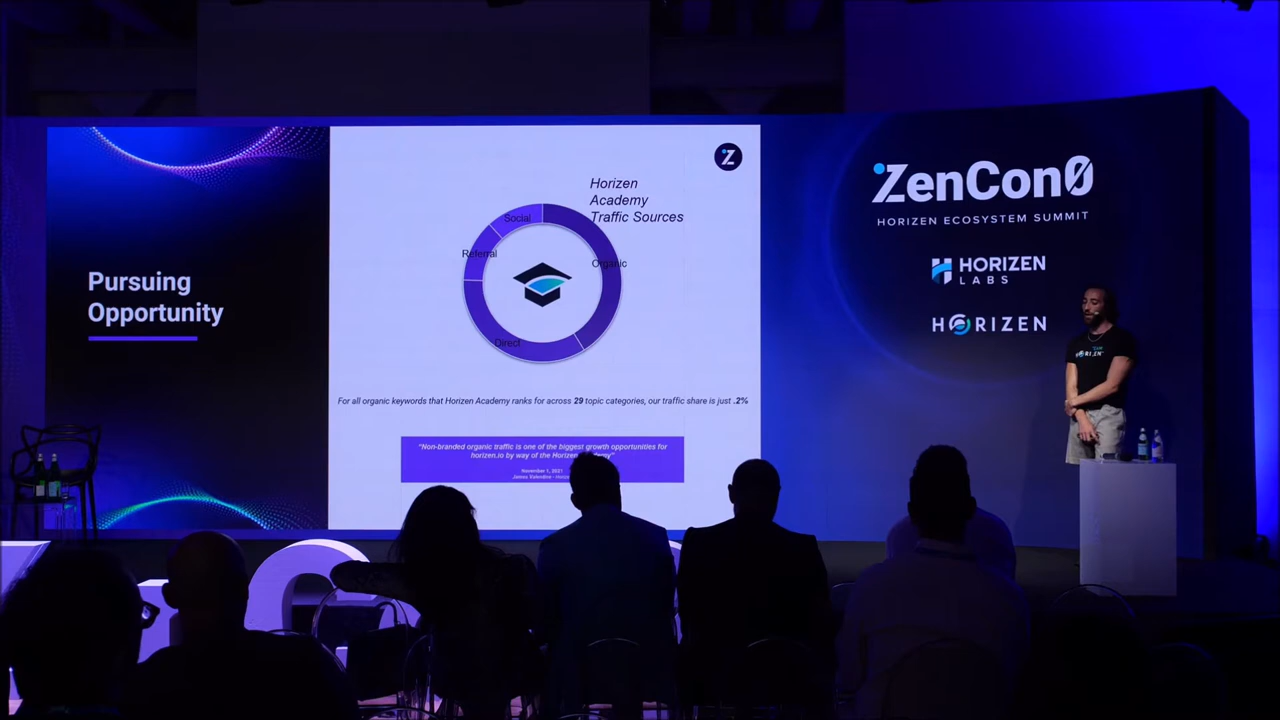 Pursuing
Opportunity
Z
Horizen
Academy
Traffic Sources
Social
Referral
Organic
Direct
For all organic keywords that Horizen Academy ranks for across 29 topic categories, our traffic share is just .2%
"Non-branded organic traffic is one of the biggest growth opportunities for
horizen.io by way of the Horizen
November 1, 2021
James Valentine -
ZenCon0
HORIZEN ECOSYSTEM SUMMIT
HORIZEN
LABS
HORIZEN
HORIZEN